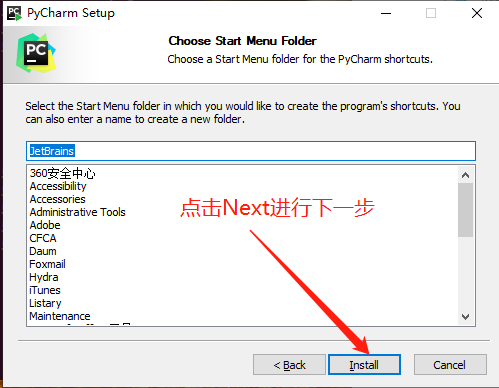 PyCharm Setup
PC
Choose Start Menu Folder
Choose a Start Menu folder for the PyCharm shortcuts.
Select the Start Menu folder in which you would like to create the program's shortcuts. You
can also enter a name to create a new folder.
JetBrains
360安全中心
Accessibility
Accessories
Administrative Tools
Adobe
CFCA
Daum
Foxmail
Hydra
iTunes
Listary
Maintenance
点击Next进行下一步
< Back
Install
Cancel